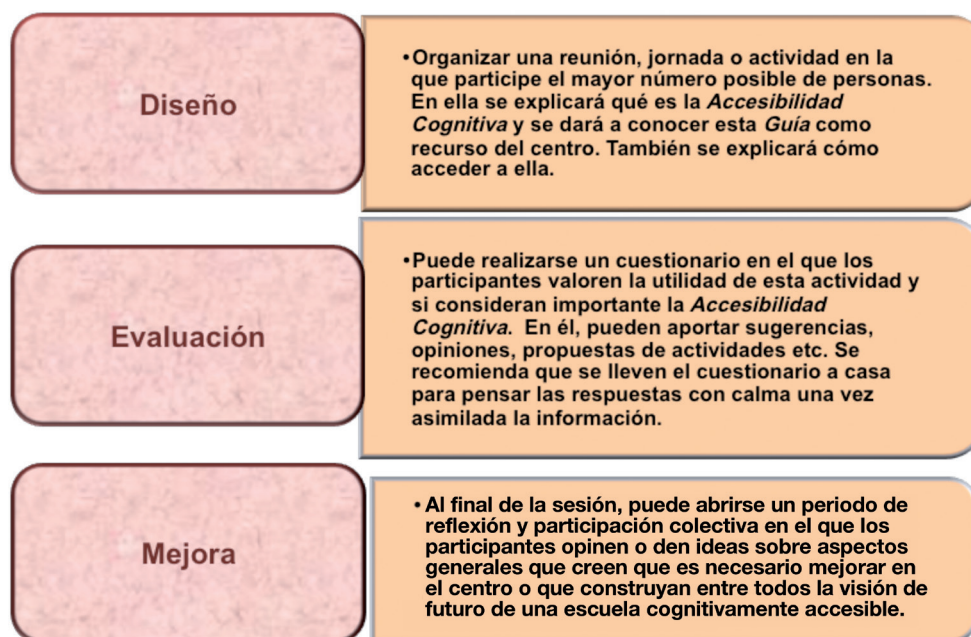 Diseño
•Organizar una reunión, jornada o actividad en la
que participe el mayor número posible de personas.
En ella se explicará qué es la Accesibilidad
Cognitiva y se dará a conocer esta Guía como
recurso del centro. También se explicará cómo
acceder a ella.
Evaluación
•Puede realizarse un cuestionario en el que los
participantes valoren la utilidad de esta actividad y
si consideran importante la Accesibilidad
Cognitiva.  En él, pueden aportar sugerencias,
opiniones, propuestas de actividades etc. Se
recomienda que se lleven el cuestionario a casa
para pensar las respuestas con calma una vez
asimilada la información.
Mejora
• Al final de la sesión, puede abrirse un periodo de
reflexión y participación colectiva en el que los
participantes opinen o den ideas sobre aspectos
generales que creen que es necesario mejorar en
el centro o que construyan entre todos la visión de
futuro de una escuela cognitivamente accesible.